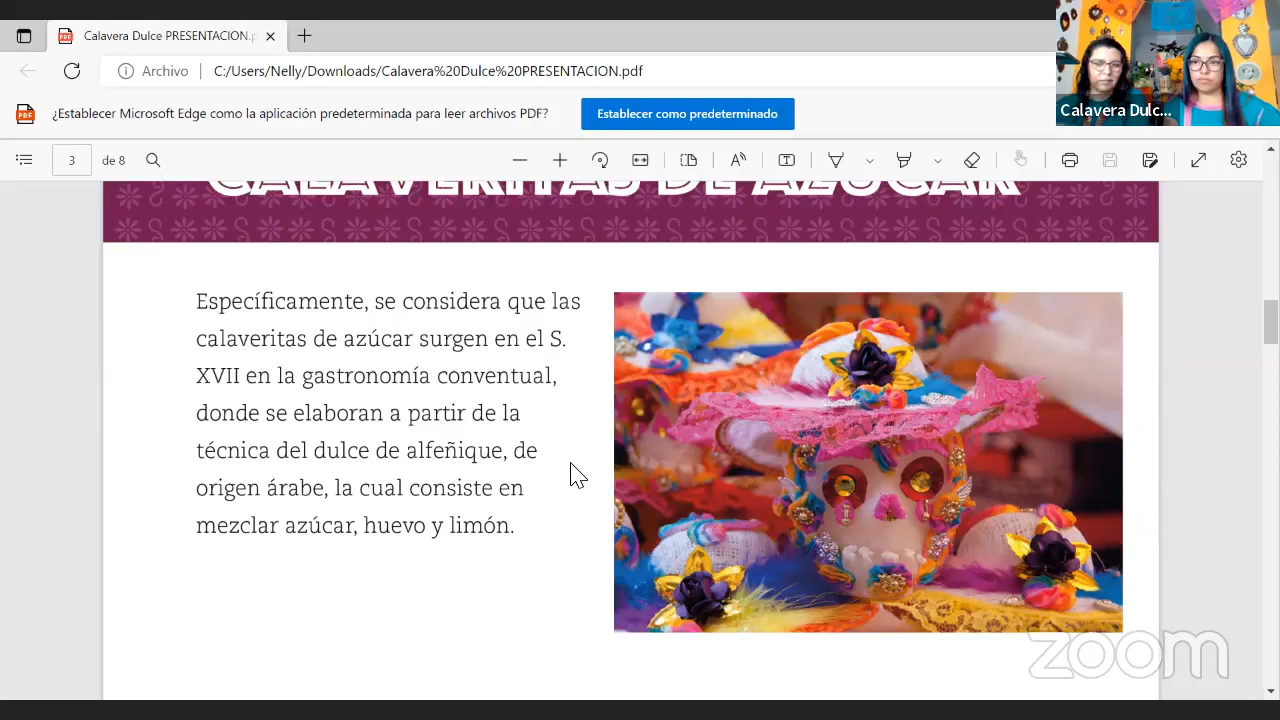 Calavera Dulce PRESENTACION.p
Archivo
C:/Users/Nelly/Downloads/Calavera%20Dulce%20PRESENTACION.pdf
¿Establecer Microsoft Edge como la aplicación predeterminada para leer archivos PDF?
Establecer como predeterminado
Calavera Dulc...
3 de 8
CALAVERITAS DE AZÚCAR
Específicamente, se considera que las
calaveritas de azúcar surgen en el S.
XVII en la gastronomía conventual,
donde se elaboran a partir de la
técnica del dulce de alfeñique, de
origen árabe, la cual consiste en
mezclar azúcar, huevo y limón.
zoom